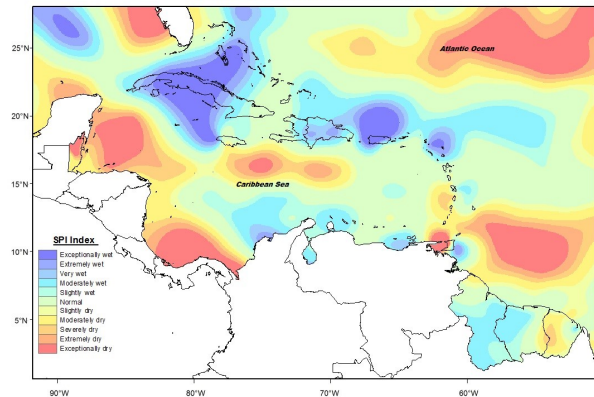 25°N
Atlantic Ocean
20°N
15°N
Caribbean Sea
SPI Index
10°N
Exceptionally wet
Extremely wet
Very wet
Moderately wet
Slightly wet
Normal
5°N
Slightly dry
Moderately dry
Severely dry
Extremely dry
Exceptionally dry
90°W
80°W
70°W
60°W